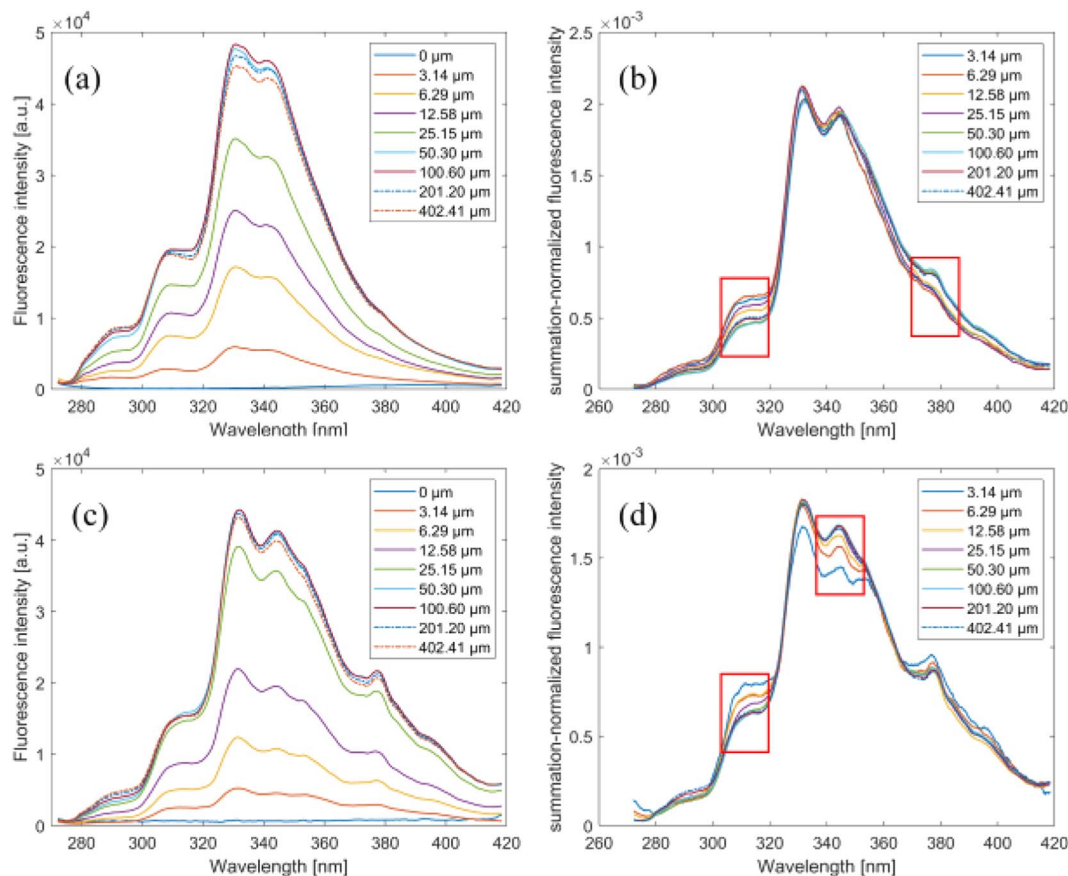 (a)
×10⁴
Fluorescence intensity [a.u.]
5
4
3
2
1
0
280 300 320 340 360 380 400 420
Wavelength [nm]
0 μm
3.14 μm
6.29 μm
12.58 μm
25.15 μm
50.30 μm
100.60 μm
201.20 μm
402.41 μm
(b)
×10⁻³
summation-normalized fluorescence intensity
2.5
2
1.5
1
0.5
0
260 280 300 320 340 360 380 400 420
Wavelength [nm]
3.14 μm
6.29 μm
12.58 μm
25.15 μm
50.30 μm
100.60 μm
201.20 μm
402.41 μm
(c)
×10⁴
Fluorescence intensity [a.u.]
5
4
3
2
1
0
280 300 320 340 360 380 400 420
Wavelength [nm]
0 μm
3.14 μm
6.29 μm
12.58 μm
25.15 μm
50.30 μm
100.60 μm
201.20 μm
402.41 μm
(d)
×10⁻³
summation-normalized fluorescence intensity
2
1.5
1
0.5
0
260 280 300 320 340 360 380 400 420
Wavelength [nm]
3.14 μm
6.29 μm
12.58 μm
25.15 μm
50.30 μm
100.60 μm
201.20 μm
402.41 μm